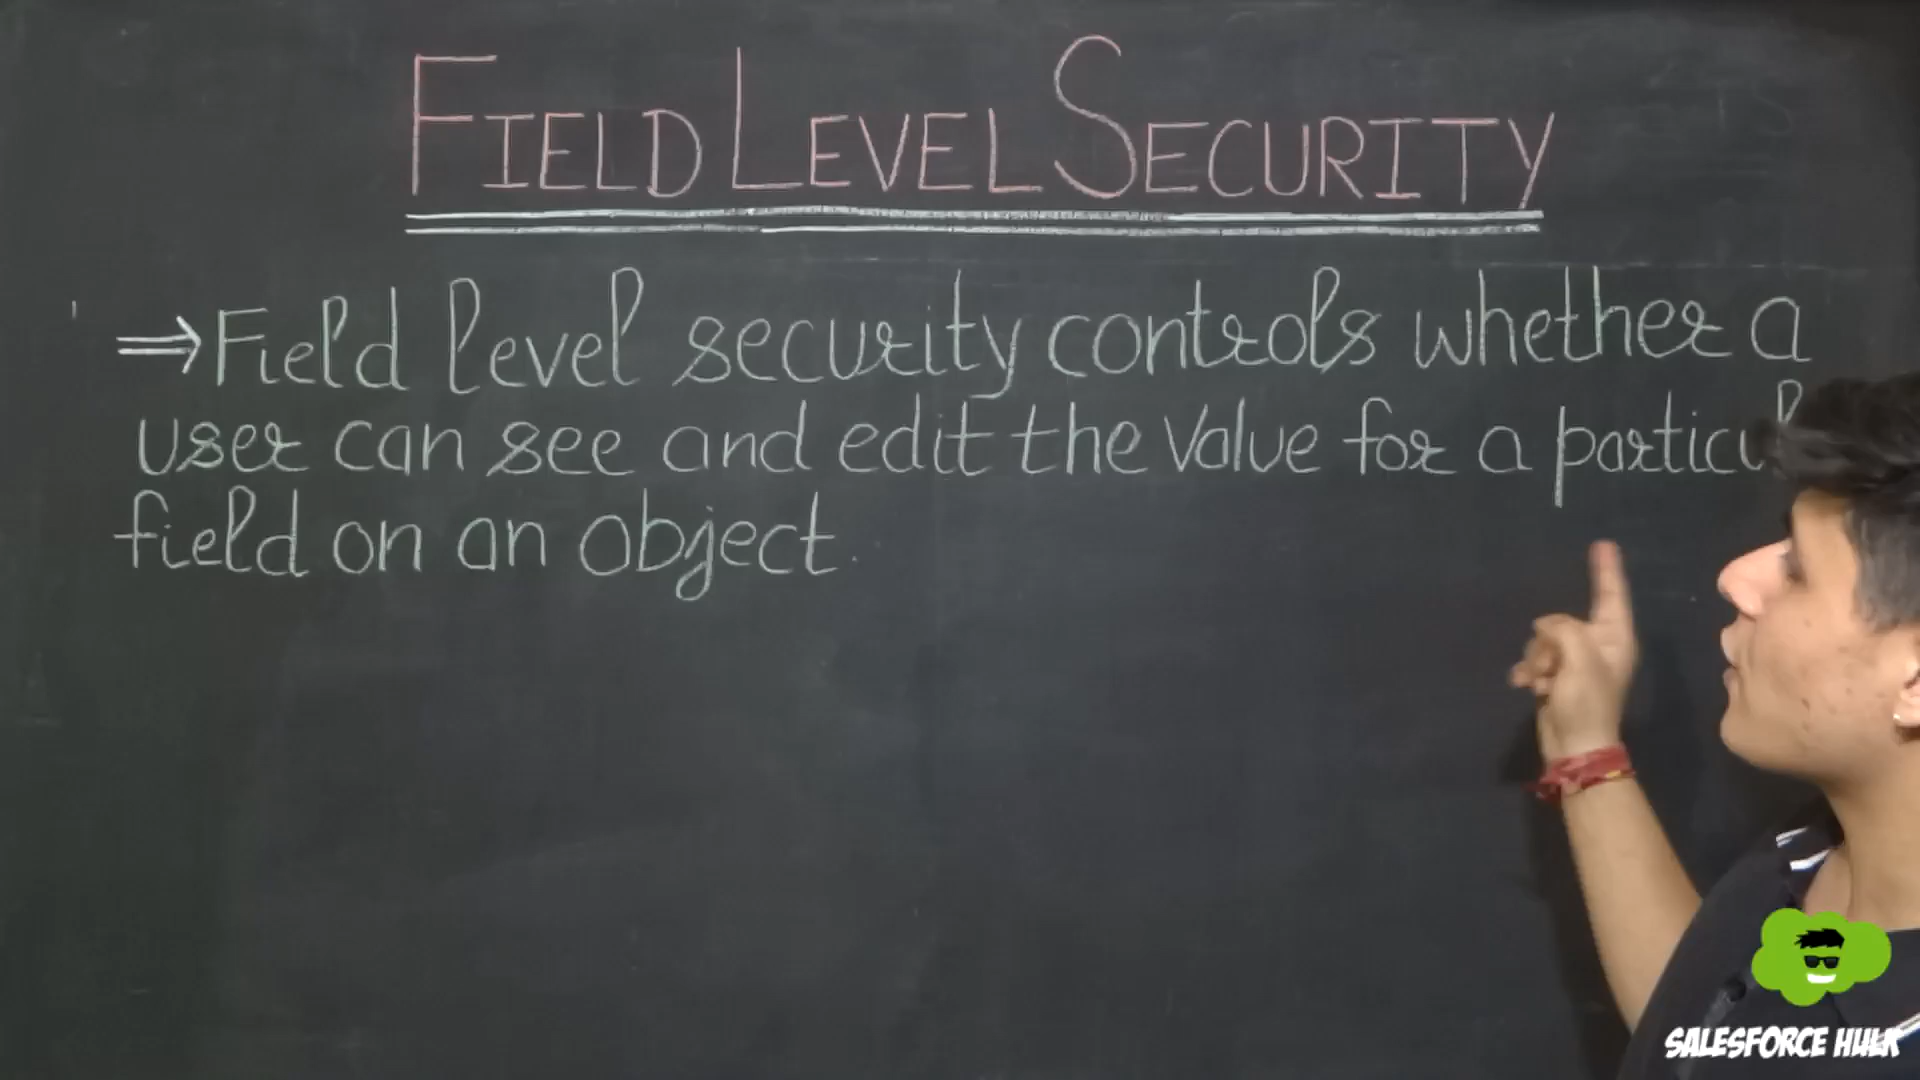 FIELD LEVEL SECURITY
⇒Field level security controls whether a
user can see and edit the value for a
field on an object.
SALESFORCE HULK